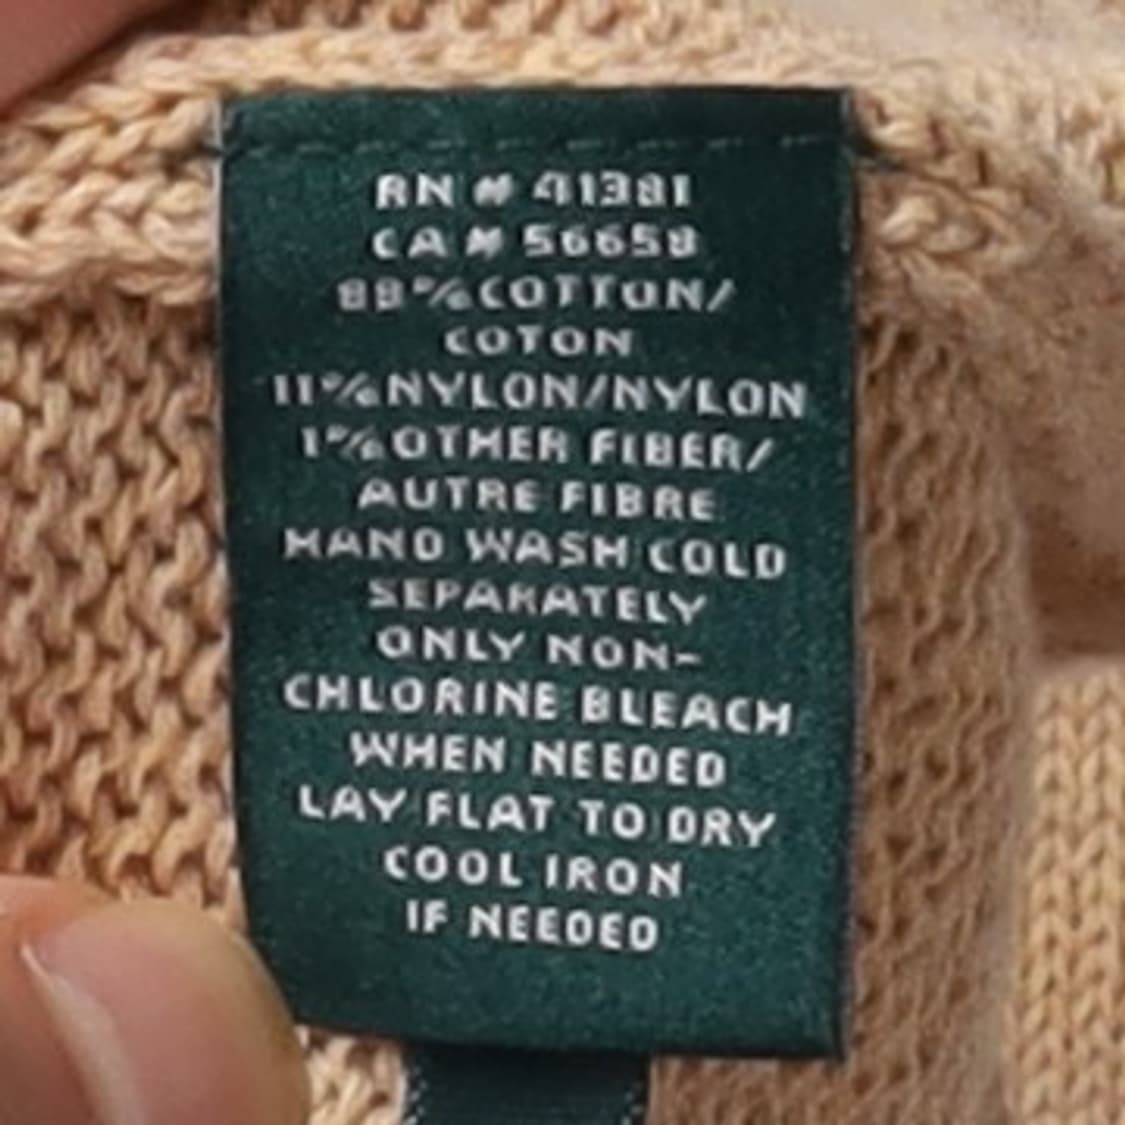 RN # 41381
CA # 56658
88%COTTON/
COTON
11%NYLON/NYLON
1%OTHER FIBER/
AUTRE FIBRE
HAND WASH COLD
SEPARATELY
ONLY NON-
CHLORINE BLEACH
WHEN NEEDED
LAY FLAT TO DRY
COOL IRON
IF NEEDED